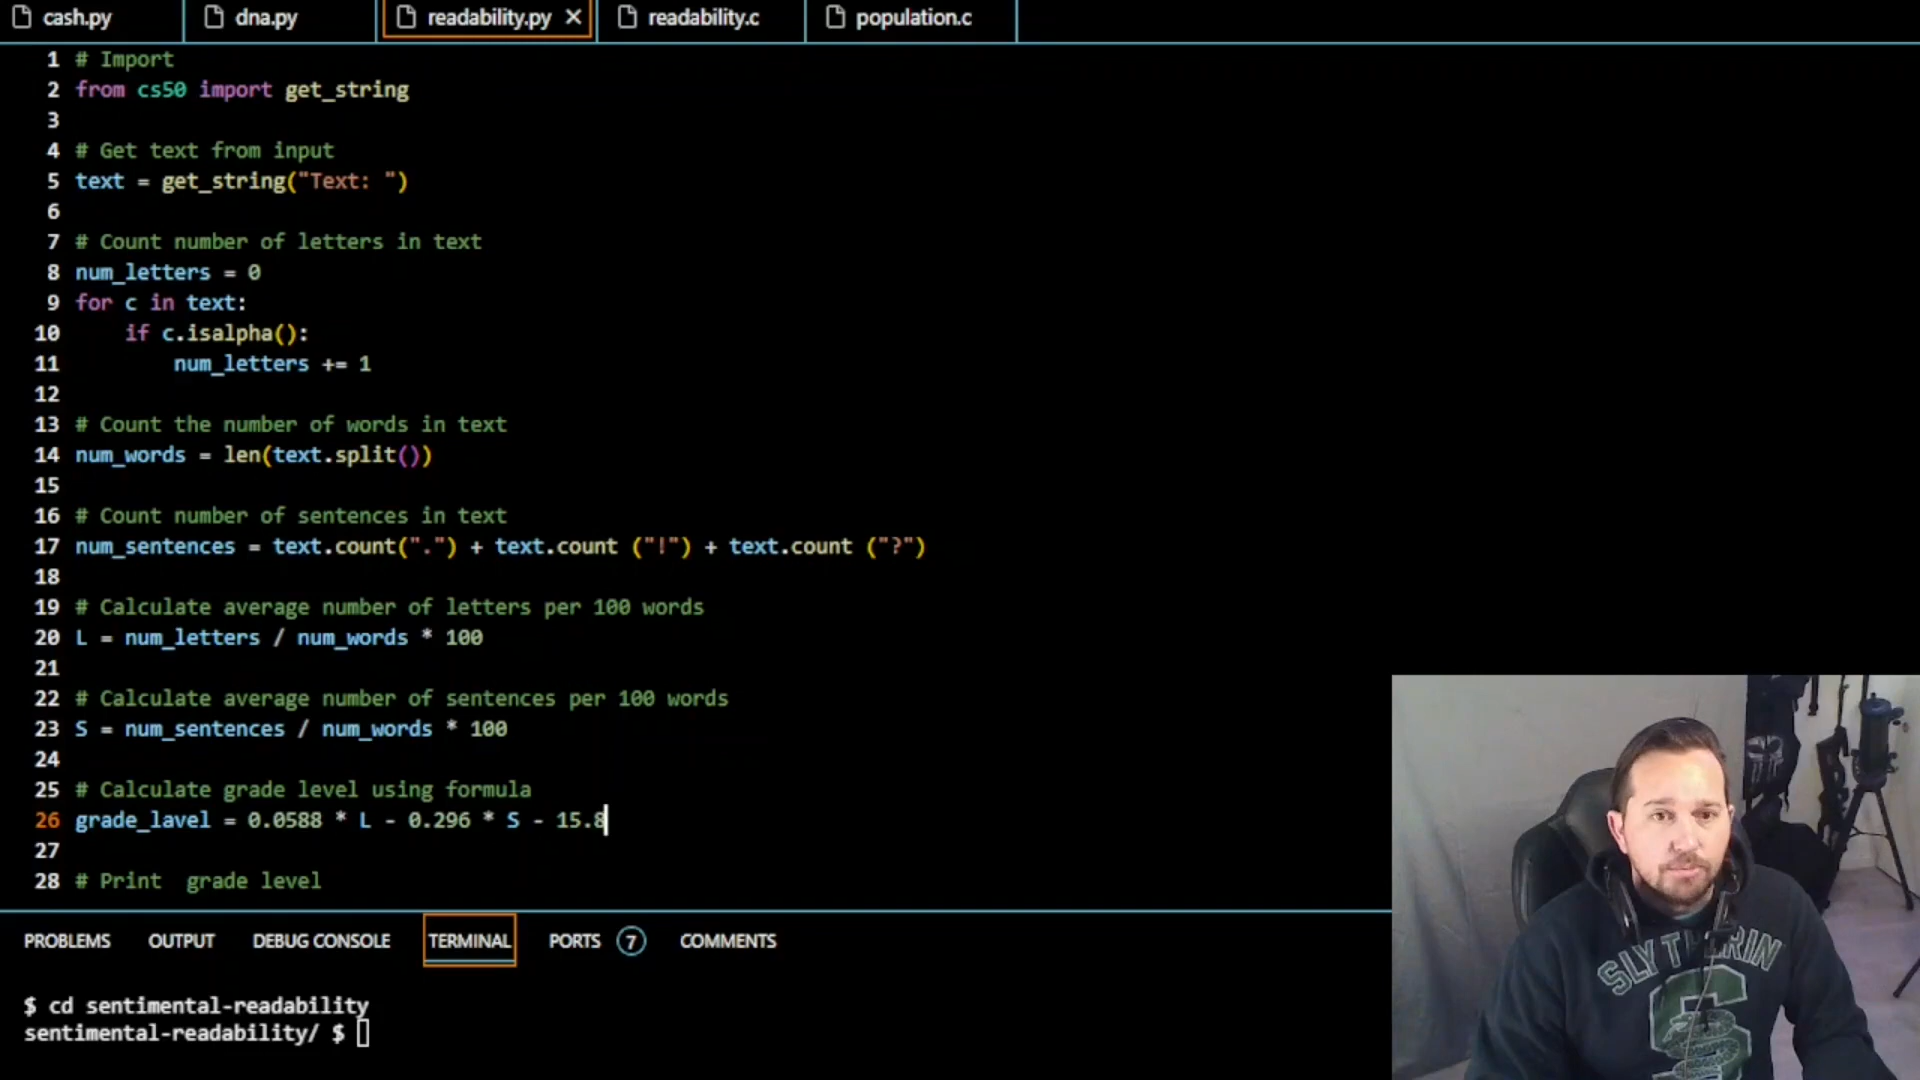 cash.py dna.py readability.py readability.c population.c
1 # Import
2 from cs50 import get_string
3
4 # Get text from input
5 text = get_string("Text: ")
6
7 # Count number of letters in text
8 num_letters = 0
9 for c in text:
10 if c.isalpha():
11 num_letters += 1
12
13 # Count the number of words in text
14 num_words = len(text.split())
15
16 # Count number of sentences in text
17 num_sentences = text.count(".") + text.count ("!") + text.count ("?")
18
19 # Calculate average number of letters per 100 words
20 L = num_letters / num_words * 100
21
22 # Calculate average number of sentences per 100 words
23 S = num_sentences / num_words * 100
24
25 # Calculate grade level using formula
26 grade_lavel = 0.0588 * L - 0.296 * S - 15.8
27
28 # Print  grade level
PROBLEMS OUTPUT DEBUG CONSOLE TERMINAL PORTS 7 COMMENTS
$ cd sentimental-readability
sentimental-readability/ $
SLYTHERIN
S